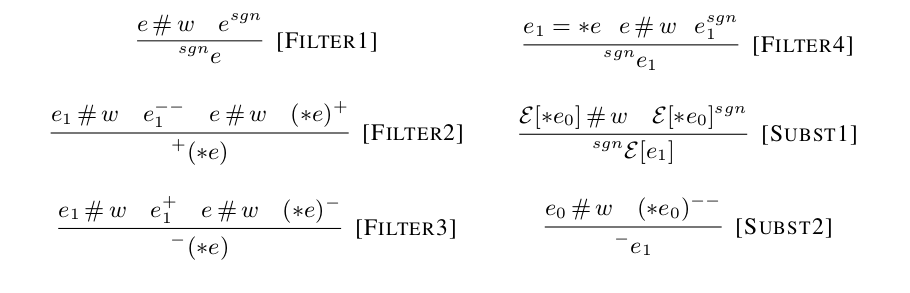 e # w e^{sgn}
^{sgn}e
[FILTER1]
e_1 = *e e # w e_1^{sgn}
^{sgn}e_1
[FILTER4]
e_1 # w e_1^{--} e # w (*e)^+
^+(*e)
[FILTER2]
ℰ[*e_0] # w ℰ[*e_0]^{sgn}
^{sgn}ℰ[e_1]
[SUBST1]
e_1 # w e_1^+ e # w (*e)^-
^-(*e)
[FILTER3]
e_0 # w (*e_0)^{--}
^-e_1
[SUBST2]